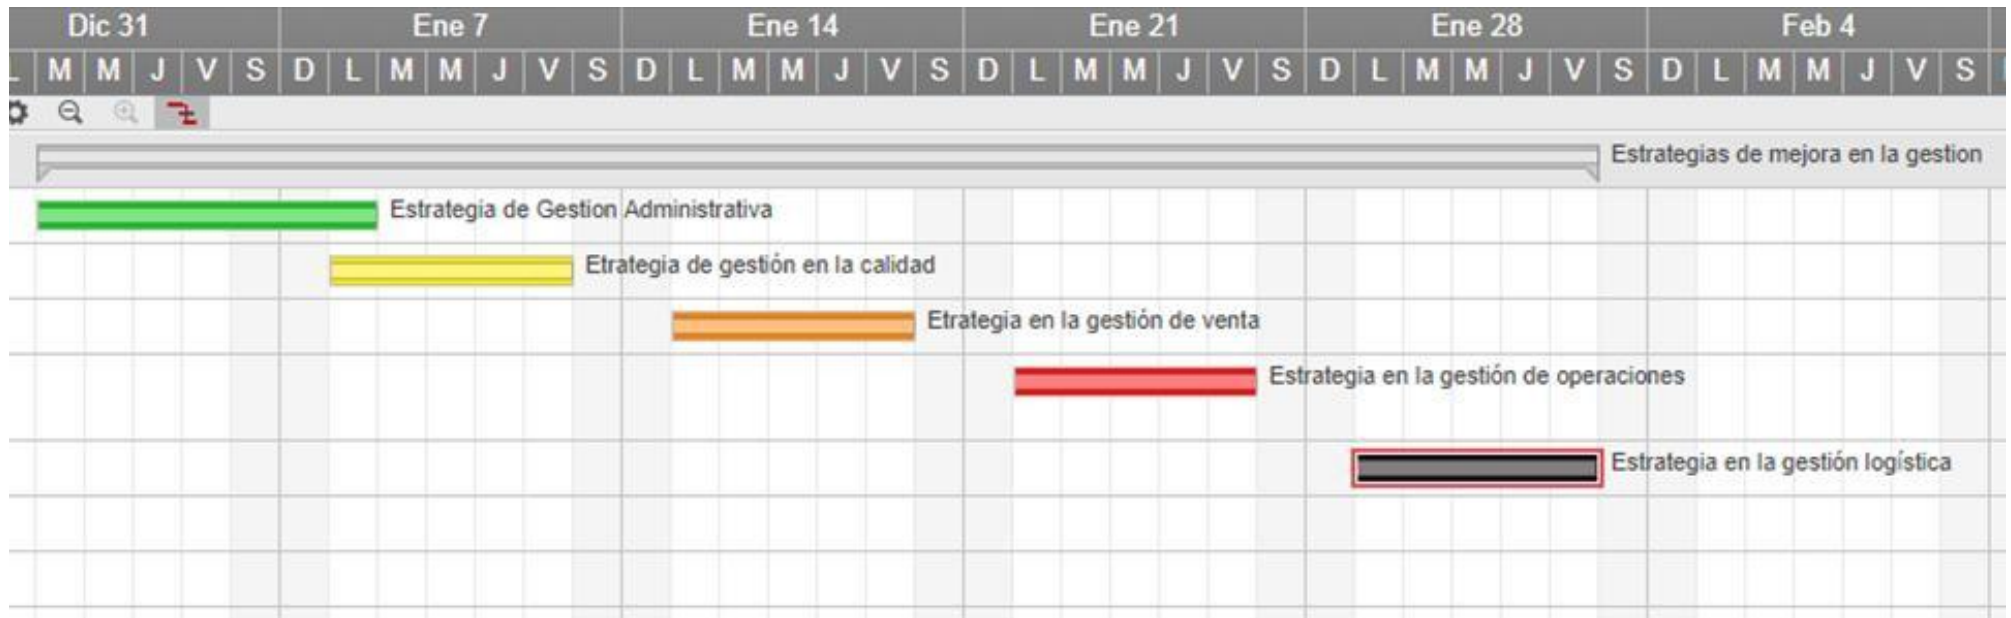 Dic 31 Ene 7 Ene 14 Ene 21 Ene 28 Feb 4
L M M J V S D L M M J V S D L M M J V S D L M M J V S D L M M J V S D L M M J V S
Estrategias de mejora en la gestion
Estrategia de Gestion Administrativa
Etrategia de gestión en la calidad
Etrategia en la gestión de venta
Estrategia en la gestión de operaciones
Estrategia en la gestión logística